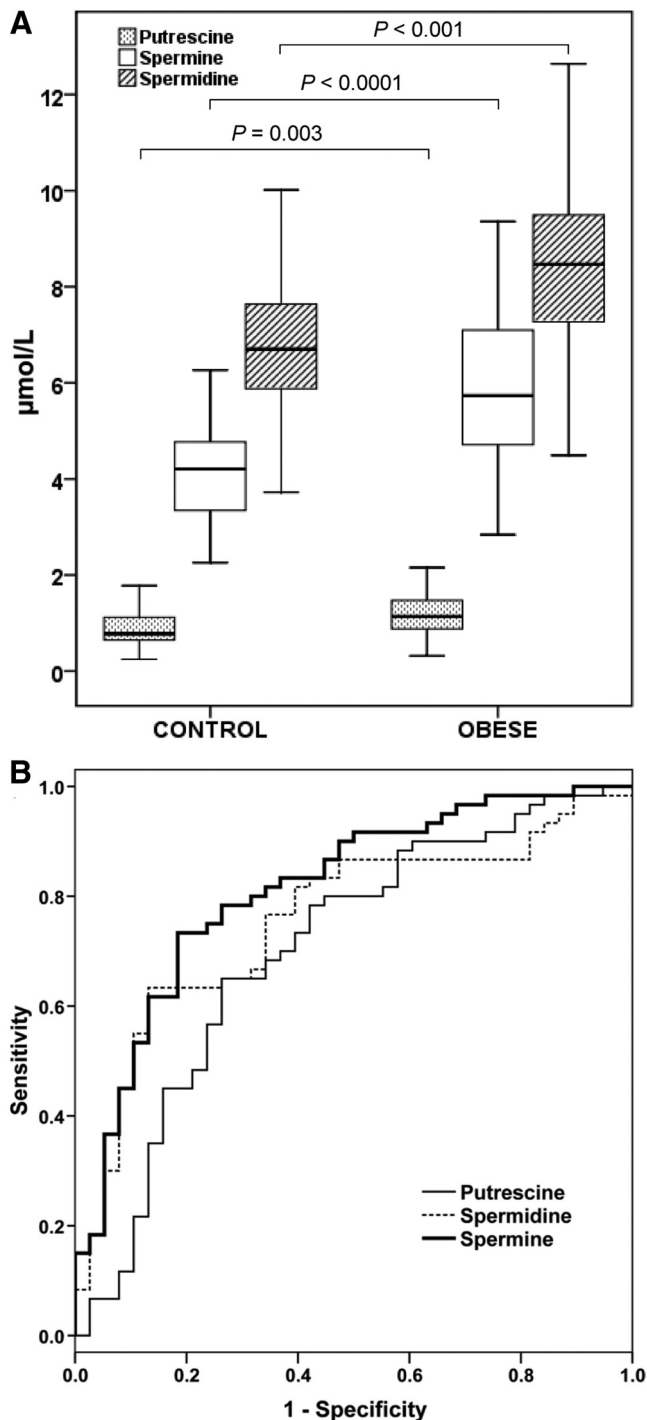 A
Putrescine
Spermine
Spermidine
P < 0.001
P < 0.0001
P = 0.003
12
10
8
6
4
2
0
µmol/L
CONTROL OBESE
B
1.0
0.8
0.6
0.4
0.2
0.0
Sensitivity
Putrescine
Spermidine
Spermine
0.0 0.2 0.4 0.6 0.8 1.0
1 - Specificity